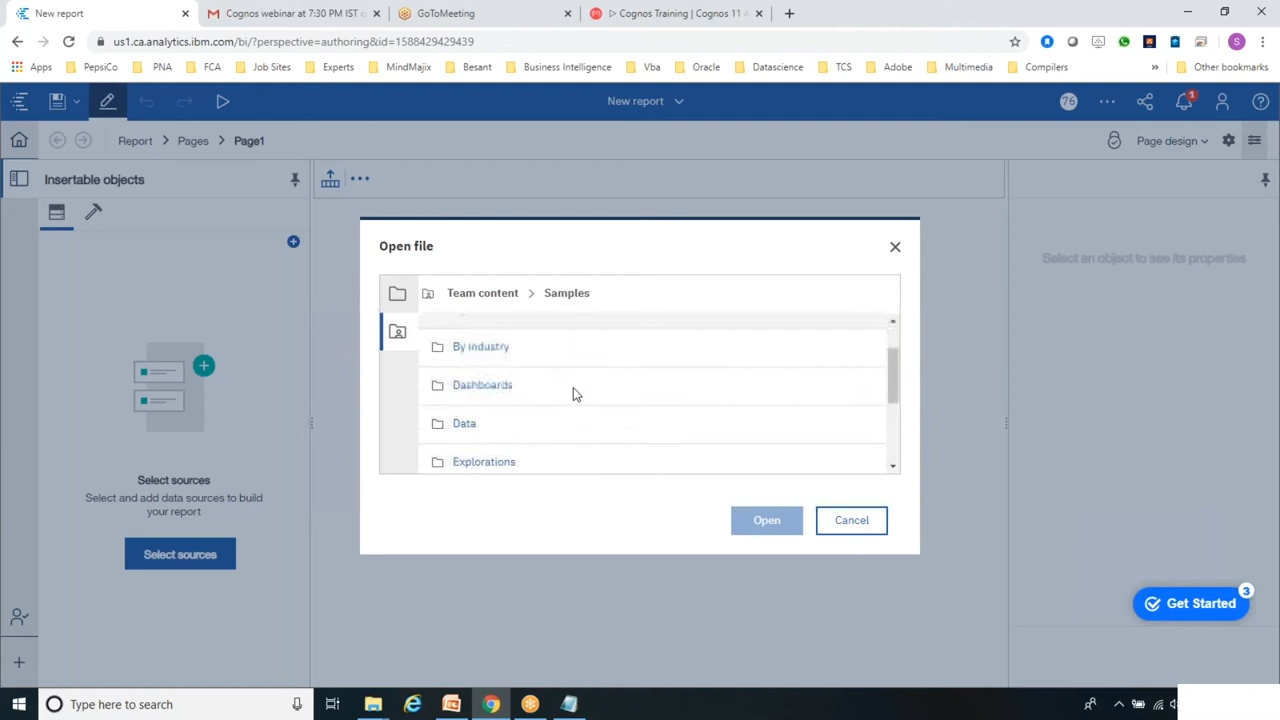 New report
Cognos webinar at 7:30 PM IST
GoToMeeting
Cognos Training | Cognos 11
us1.ca.analytics.ibm.com/bi/?perspective=authoring&id=1588429429439
S
Apps PepsiCo PNA FCA Job Sites Experts MindMajix Besant Business Intelligence Vba Oracle Datascience TCS Adobe Multimedia Compilers » Other bookmarks
New report
76
1
Report > Pages > Page1
Page design
Insertable objects
Select sources
Select and add data sources to build
your report
Select sources
Open file
Team content > Samples
By industry
Dashboards
Data
Explorations
Open
Cancel
Select an object to see its properties
Get Started
3
Type here to search